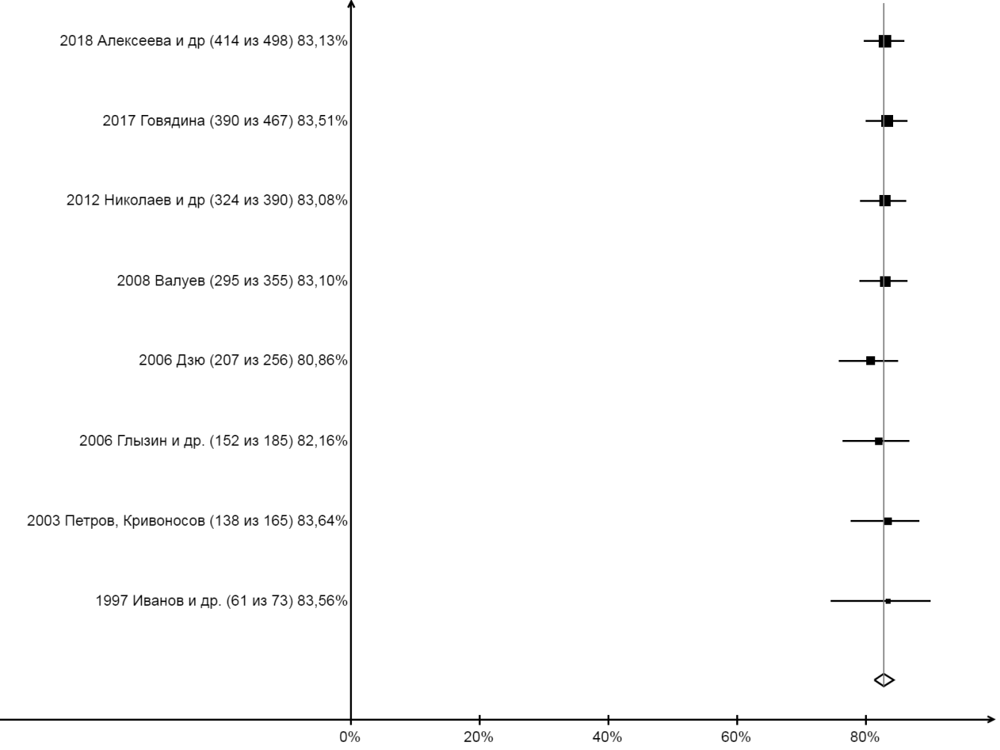 2018 Алексеева и др (414 из 498) 83,13%
2017 Говядина (390 из 467) 83,51%
2012 Николаев и др (324 из 390) 83,08%
2008 Валуев (295 из 355) 83,10%
2006 Дзю (207 из 256) 80,86%
2006 Глызин и др. (152 из 185) 82,16%
2003 Петров, Кривоносов (138 из 165) 83,64%
1997 Иванов и др. (61 из 73) 83,56%
0% 20% 40% 60% 80%